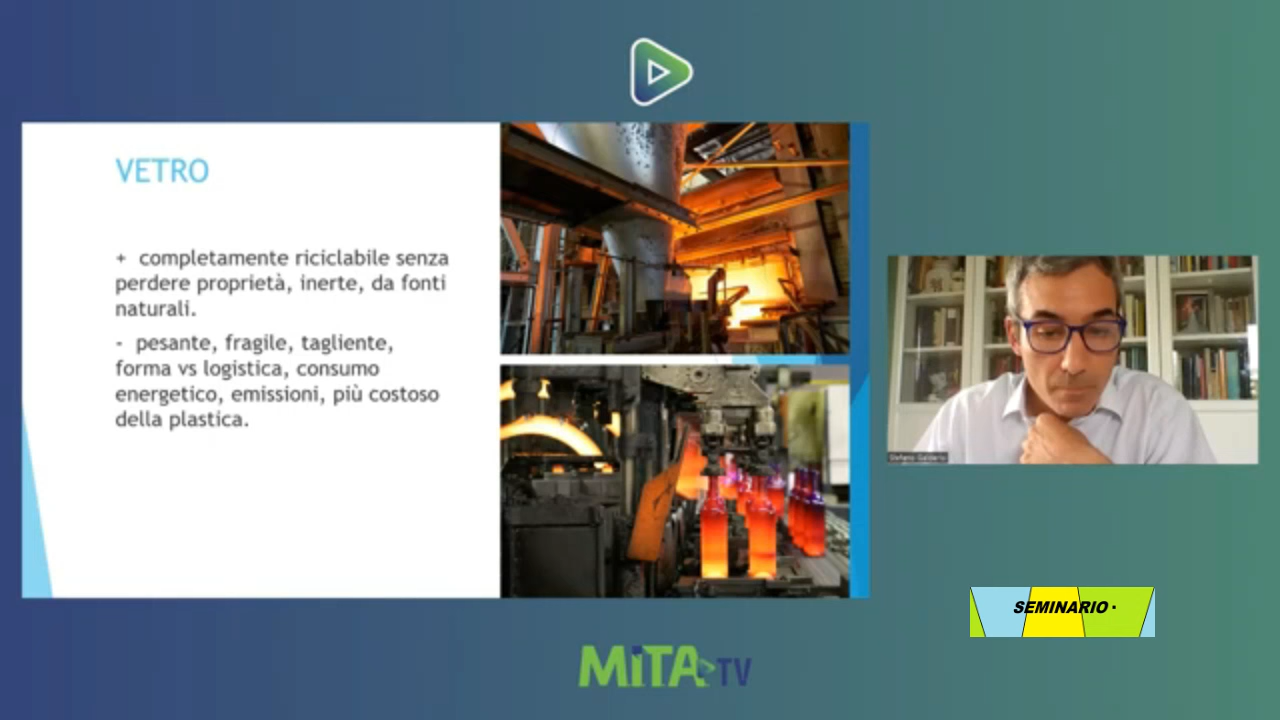 VETRO
+ completamente riciclabile senza
perdere proprietà, inerte, da fonti
naturali.
- pesante, fragile, tagliente,
forma vs logistica, consumo
energetico, emissioni, più costoso
della plastica.
SEMINARIO ·
MiTA TV